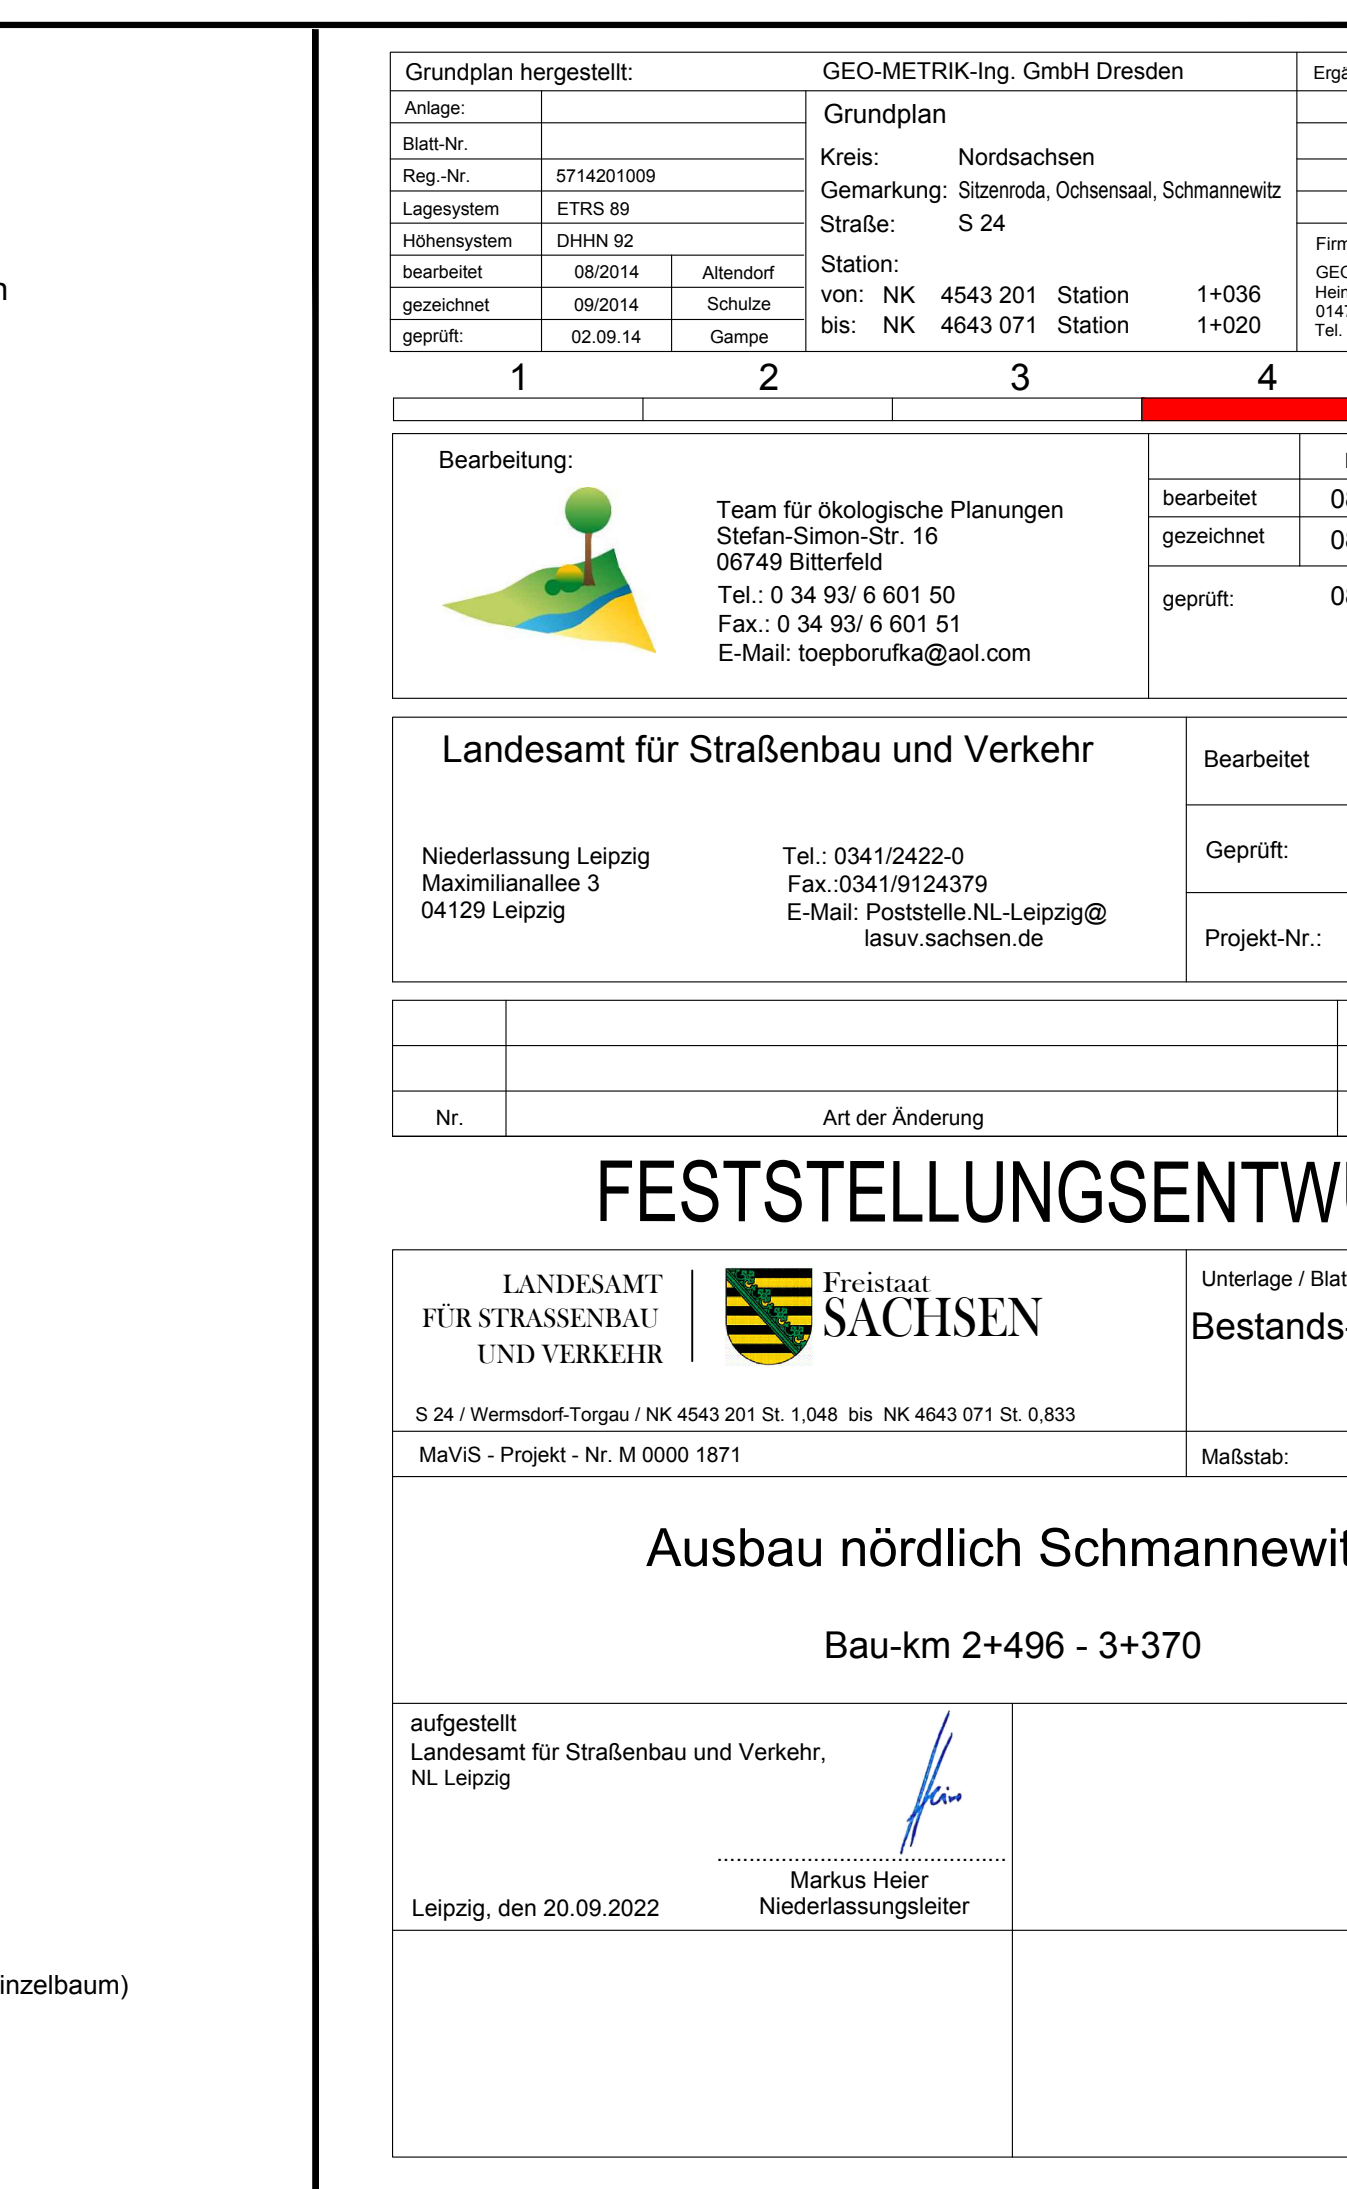 Grundplan hergestellt: GEO-METRIK-Ing. GmbH Dresden
Anlage:
Blatt-Nr.
Reg.-Nr. 5714201009
Lagesystem ETRS 89
Höhensystem DHHN 92
bearbeitet 08/2014 Altendorf
gezeichnet 09/2014 Schulze
geprüft: 02.09.14 Gampe
Grundplan
Kreis: Nordsachsen
Gemarkung: Sitzenroda, Ochsensaal, Schmannewitz
Straße: S 24
Station:
von: NK 4543 201 Station 1+036
bis: NK 4643 071 Station 1+020
Tel.
1 2 3 4
Bearbeitung:
Team für ökologische Planungen
Stefan-Simon-Str. 16
06749 Bitterfeld
Tel.: 0 34 93/ 6 601 50
Fax.: 0 34 93/ 6 601 51
E-Mail: toepborufka@aol.com
bearbeitet
gezeichnet
geprüft:
Landesamt für Straßenbau und Verkehr
Niederlassung Leipzig
Maximilianallee 3
04129 Leipzig
Tel.: 0341/2422-0
Fax.:0341/9124379
E-Mail: Poststelle.NL-Leipzig@
lasuv.sachsen.de
Bearbeitet
Geprüft:
Projekt-Nr.:
Nr. Art der Änderung
FESTSTELLUNGSENTWU
LANDESAMT
FÜR STRASSENBAU
UND VERKEHR
Freistaat
SACHSEN
Unterlage / Blat
Bestands-
S 24 / Wermsdorf-Torgau / NK 4543 201 St. 1,048 bis NK 4643 071 St. 0,833
MaViS - Projekt - Nr. M 0000 1871
Maßstab:
Ausbau nördlich Schmannewit
Bau-km 2+496 - 3+370
aufgestellt
Landesamt für Straßenbau und Verkehr,
NL Leipzig
Markus Heier
Leipzig, den 20.09.2022 Niederlassungsleiter
inzelbaum)